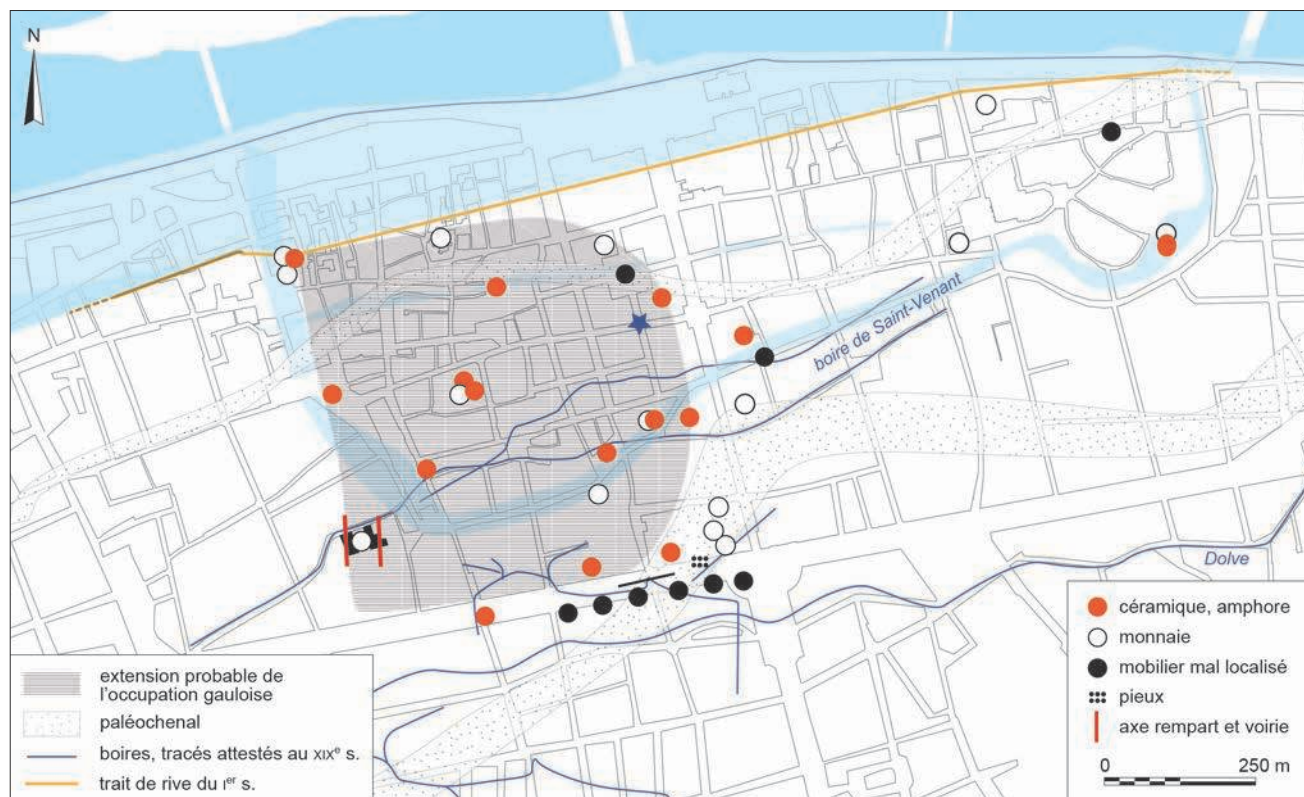 N
boire de Saint-Venant
Dolve
extension probable de
l'occupation gauloise
paléochenal
boires, tracés attestés au XIXe s.
trait de rive du Ier s.
céramique, amphore
monnaie
mobilier mal localisé
pieux
axe rempart et voirie
0 250 m